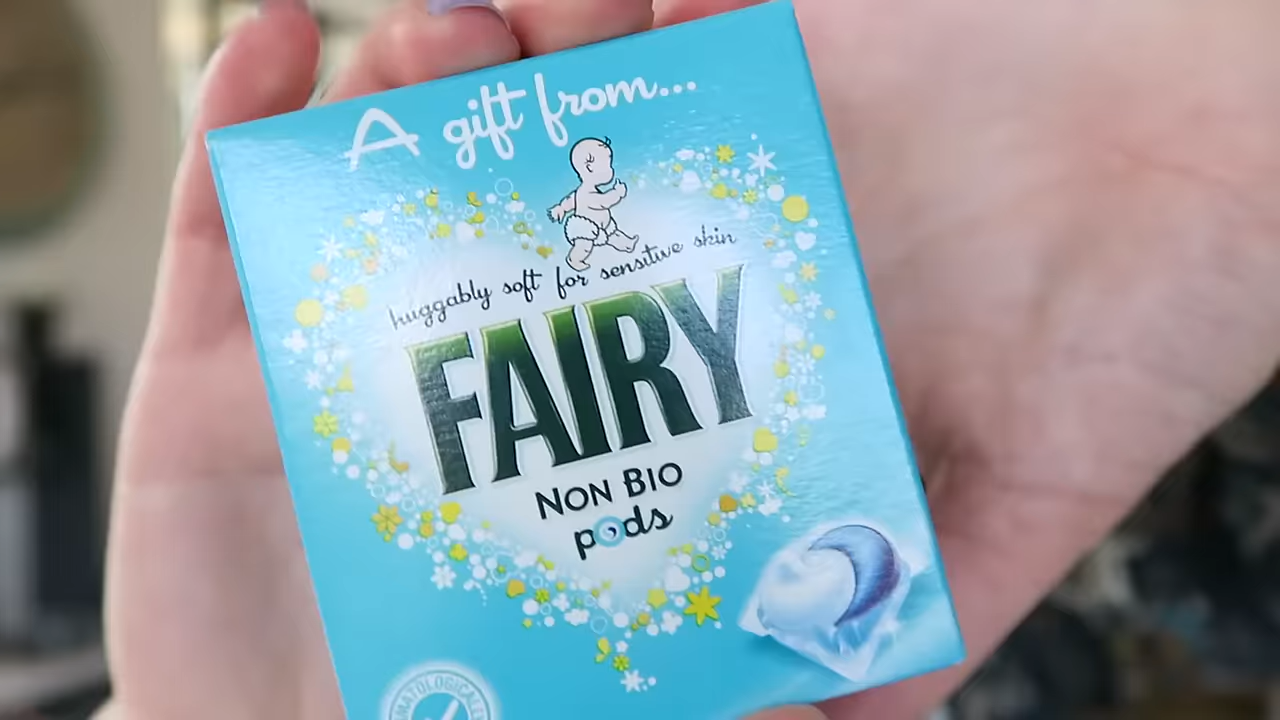 A gift from...
huggably soft for sensitive skin
FAIRY
NON BIO
pods